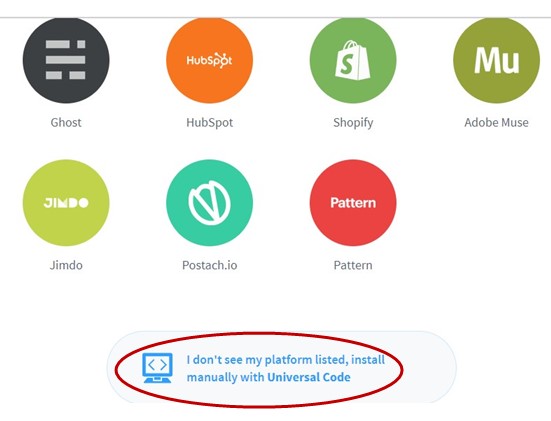 HubSpot
S
Mu
Ghost
HubSpot
Shopify
Adobe Muse
JIMDO
Pattern
Jimdo
Postach.io
Pattern
I don't see my platform listed, install
manually with Universal Code